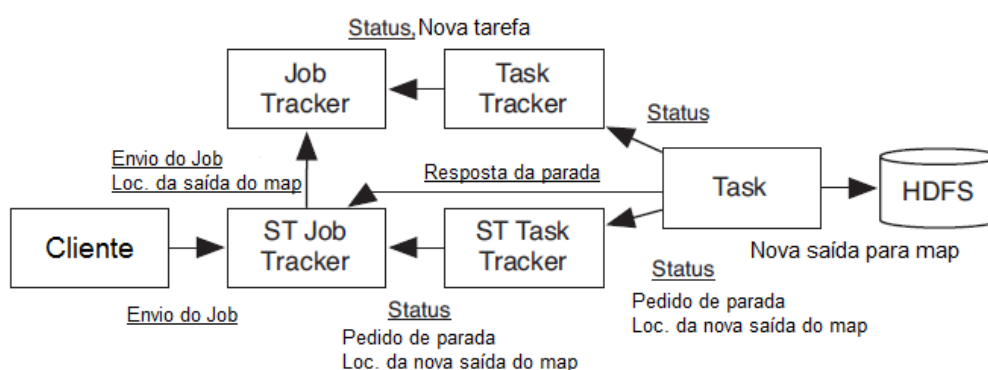 Status, Nova tarefa
Job
Tracker
Task
Tracker
Status
Envio do Job
Loc. da saída do map
Resposta da parada
Task
HDFS
Cliente
ST Job
Tracker
ST Task
Tracker
Nova saída para map
Envio do Job
Status
Pedido de parada
Loc. da nova saída do map
Status
Pedido de parada
Loc. da nova saída do map